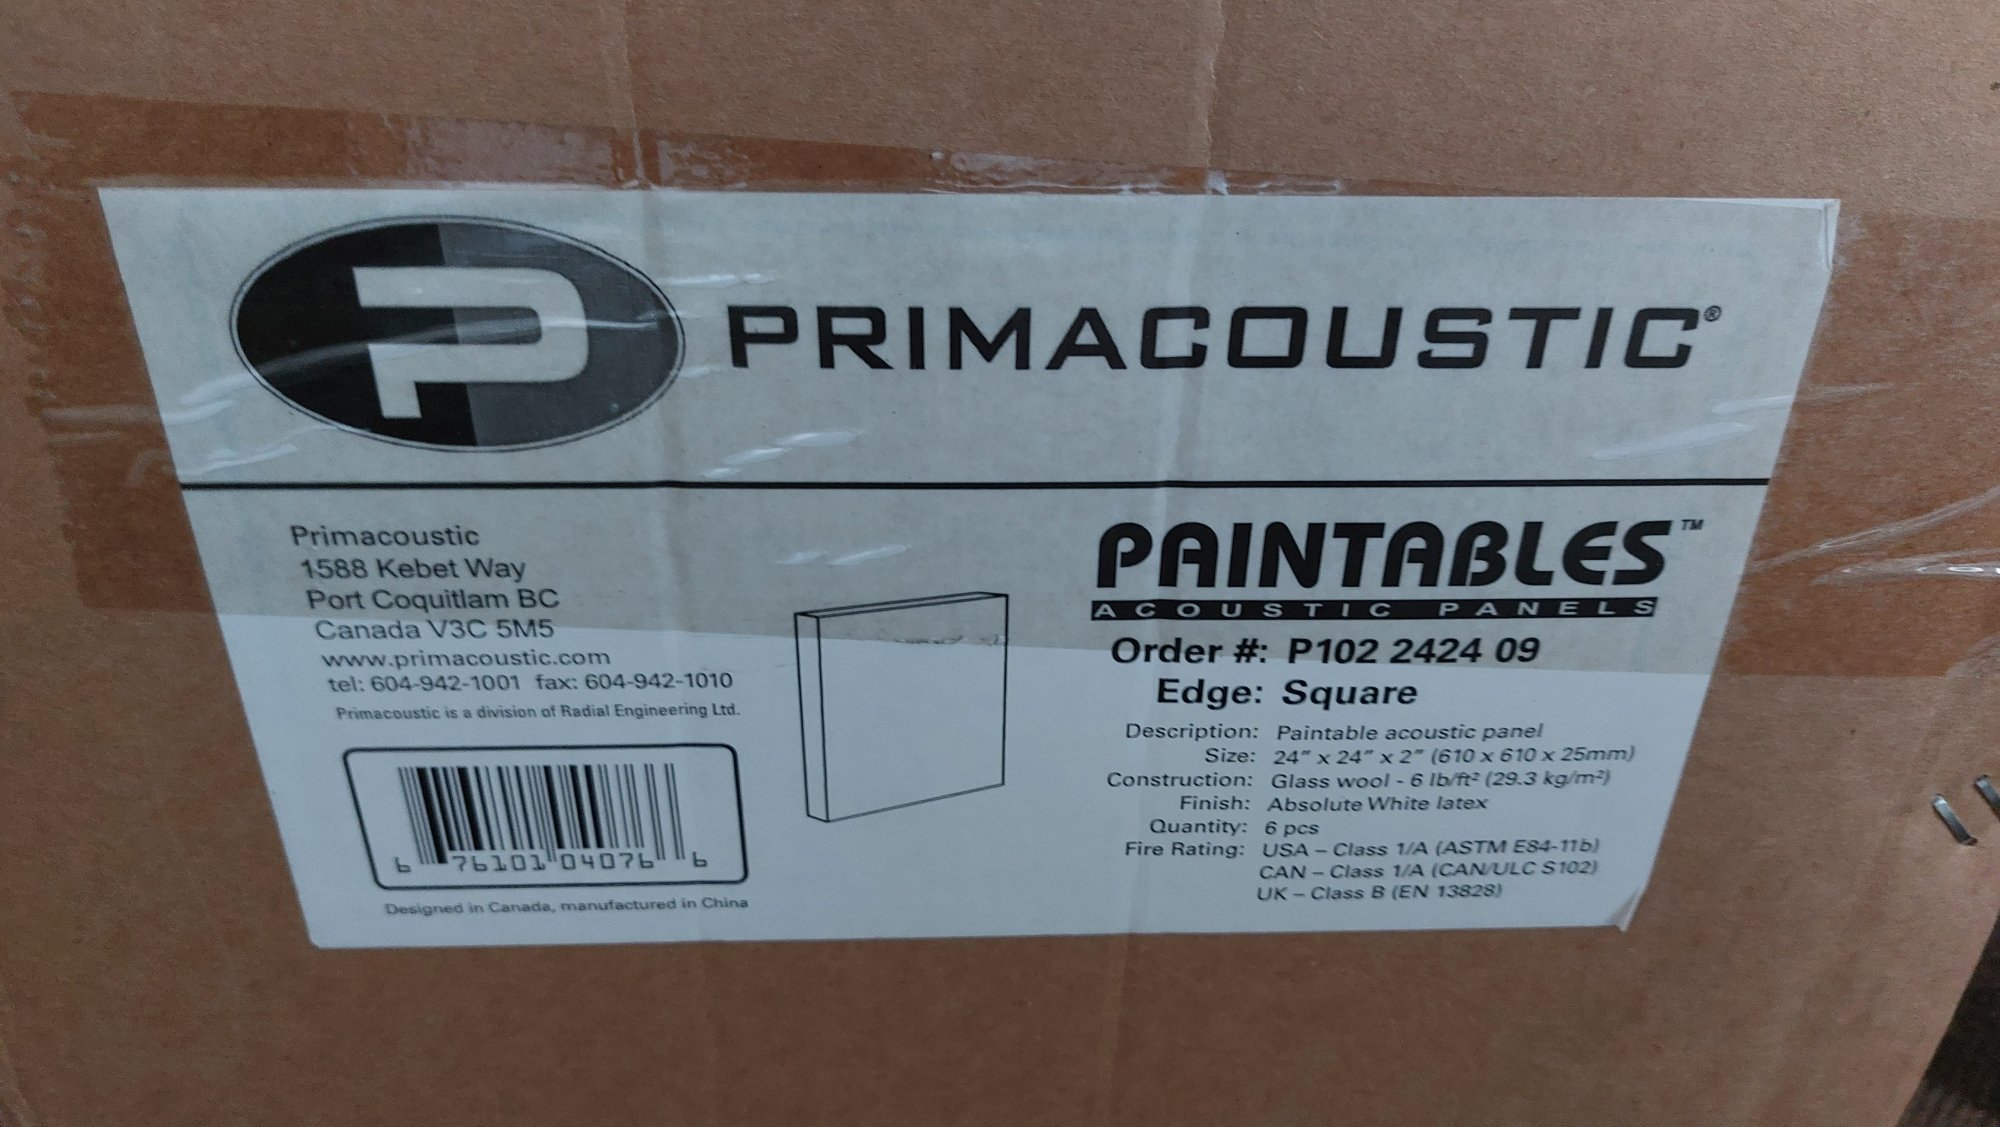 P PRIMACOUSTIC®
Primacoustic
1588 Kebet Way
Port Coquitlam BC
Canada V3C 5M5
www.primacoustic.com
tel: 604-942-1001 fax: 604-942-1010
Primacoustic is a division of Radial Engineering Ltd.
6 76101 04076 6
Designed in Canada, manufactured in China
PAINTABLES™
ACOUSTIC PANELS
Order #: P102 2424 09
Edge: Square
Description: Paintable acoustic panel
Size: 24" x 24" x 2" (610 x 610 x 25mm)
Construction: Glass wool - 6 lb/ft² (29.3 kg/m²)
Finish: Absolute White latex
Quantity: 6 pcs
Fire Rating: USA – Class 1/A (ASTM E84-11b)
CAN – Class 1/A (CAN/ULC S102)
UK – Class B (EN 13828)